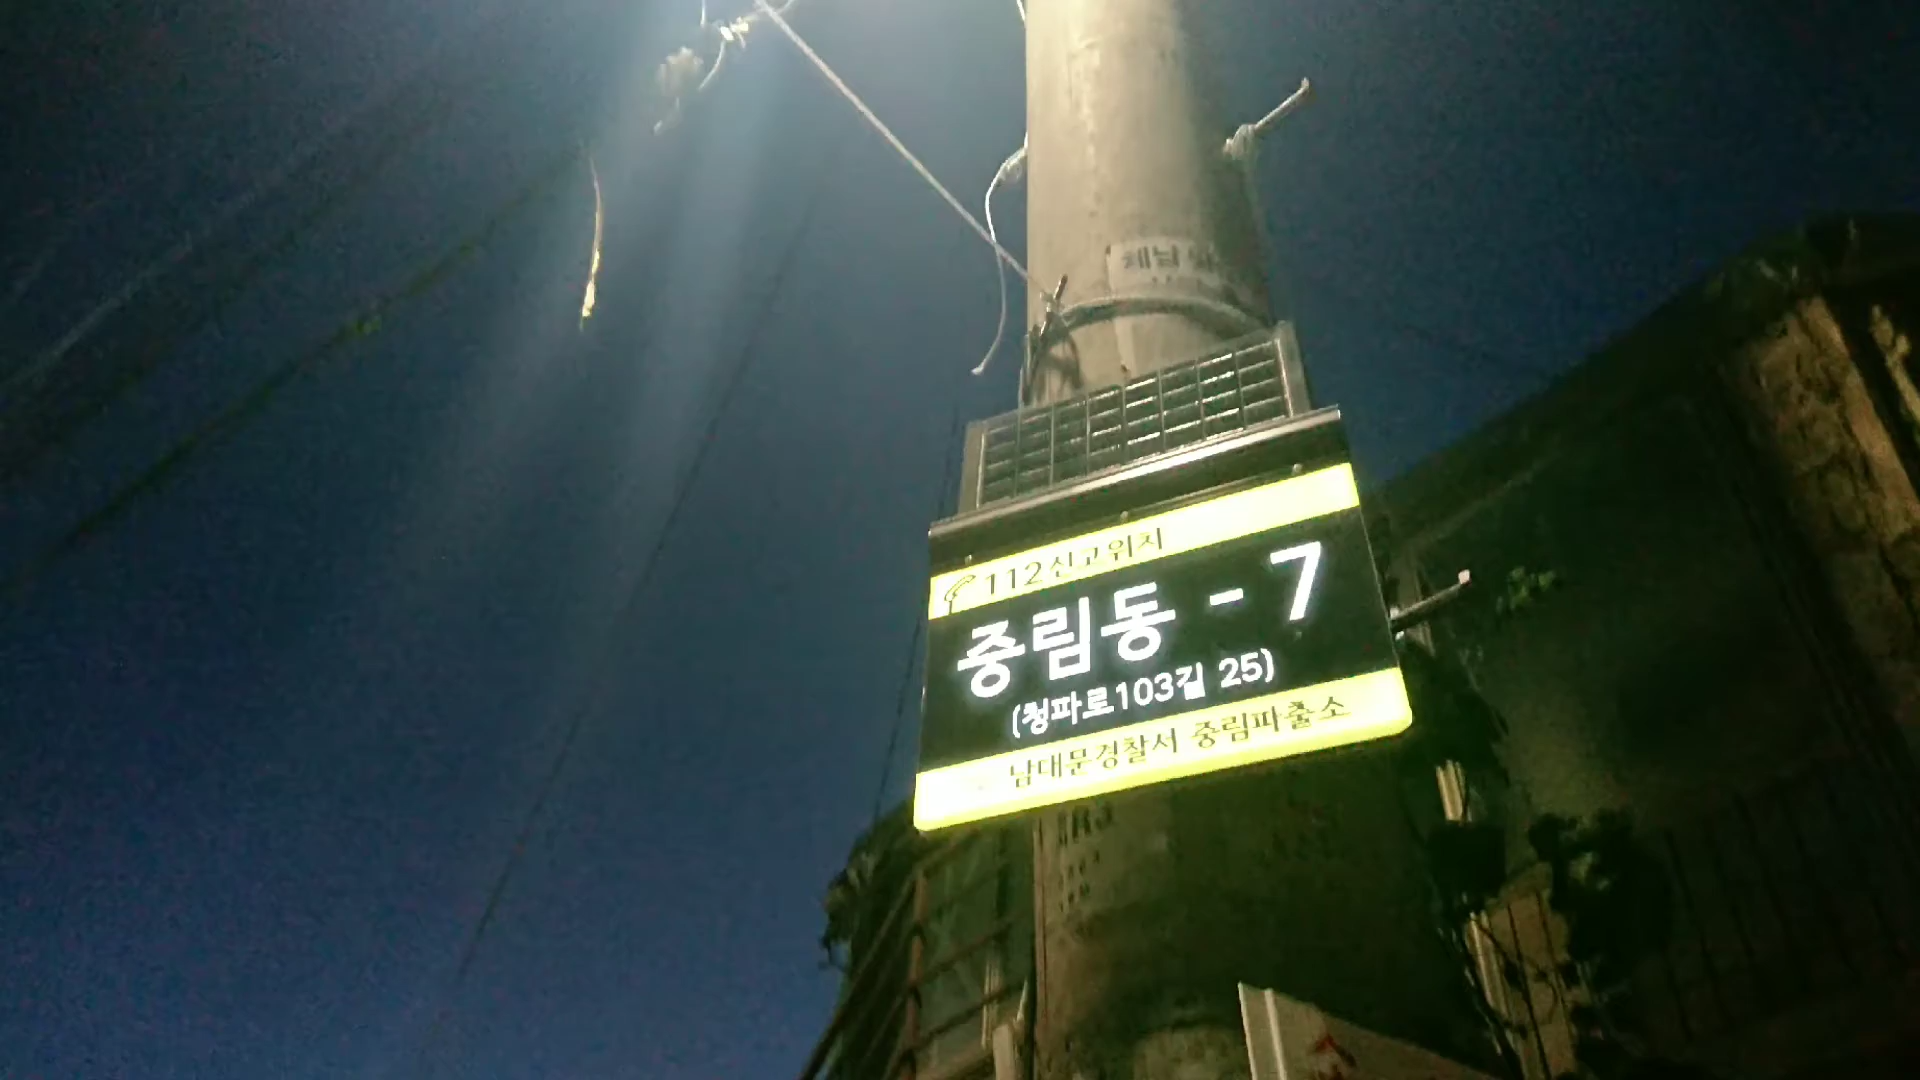 112신고위치
중림동 - 7
(청파로103길 25)
남대문경찰서 중림파출소